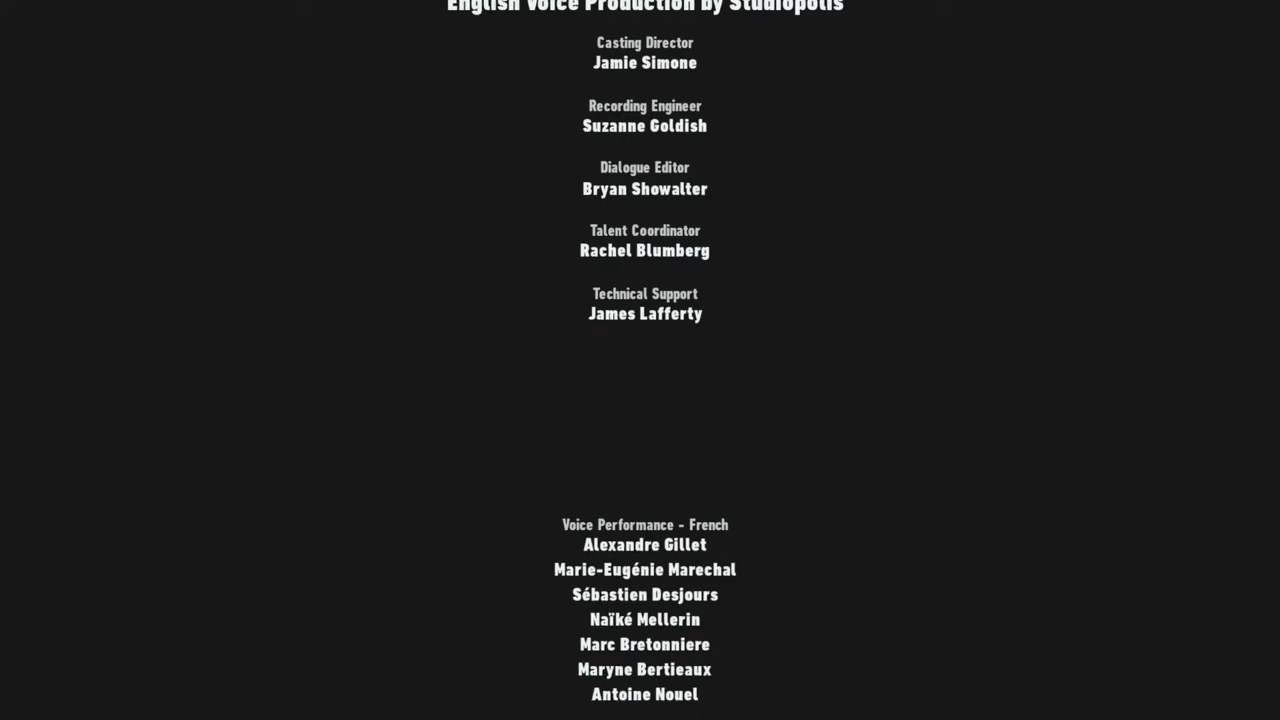 English Voice Production by Studiopolis
Casting Director
Jamie Simone
Recording Engineer
Suzanne Goldish
Dialogue Editor
Bryan Showalter
Talent Coordinator
Rachel Blumberg
Technical Support
James Lafferty
Voice Performance - French
Alexandre Gillet
Marie-Eugénie Marechal
Sébastien Desjours
Naïké Mellerin
Marc Bretonniere
Maryne Bertieaux
Antoine Nouel